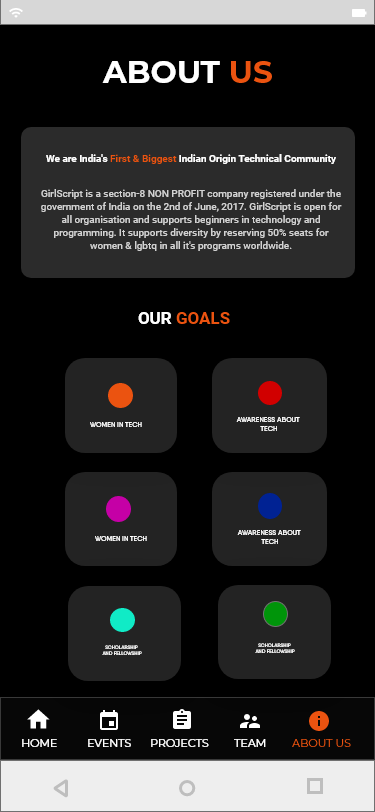 ABOUT US
We are India's First & Biggest Indian Origin Technical Community
GirlScript is a section-8 NON PROFIT company registered under the
government of India on the 2nd of June, 2017. GirlScript is open for
all organisation and supports beginners in technology and
programming. It supports diversity by reserving 50% seats for
women & lgbtq in all it's programs worldwide.
OUR GOALS
WOMEN IN TECH
AWARENESS ABOUT
TECH
WOMEN IN TECH
AWARENESS ABOUT
TECH
SCHOLARSHIP
AND FELLOWSHIP
SCHOLARSHIP
AND FELLOWSHIP
HOME
EVENTS
PROJECTS
TEAM
ABOUT US